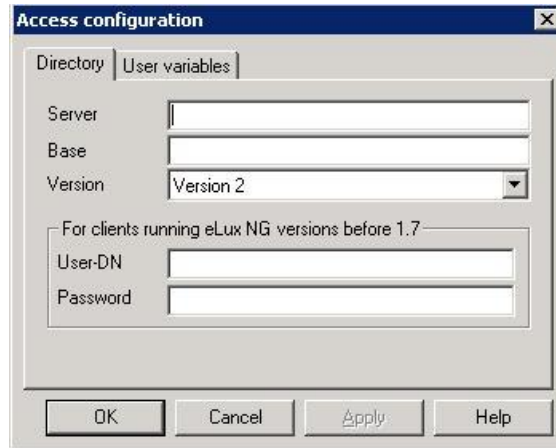 Access configuration
Directory User variables
Server
Base
Version Version 2
For clients running eLux NG versions before 1.7
User-DN
Password
OK Cancel Apply Help